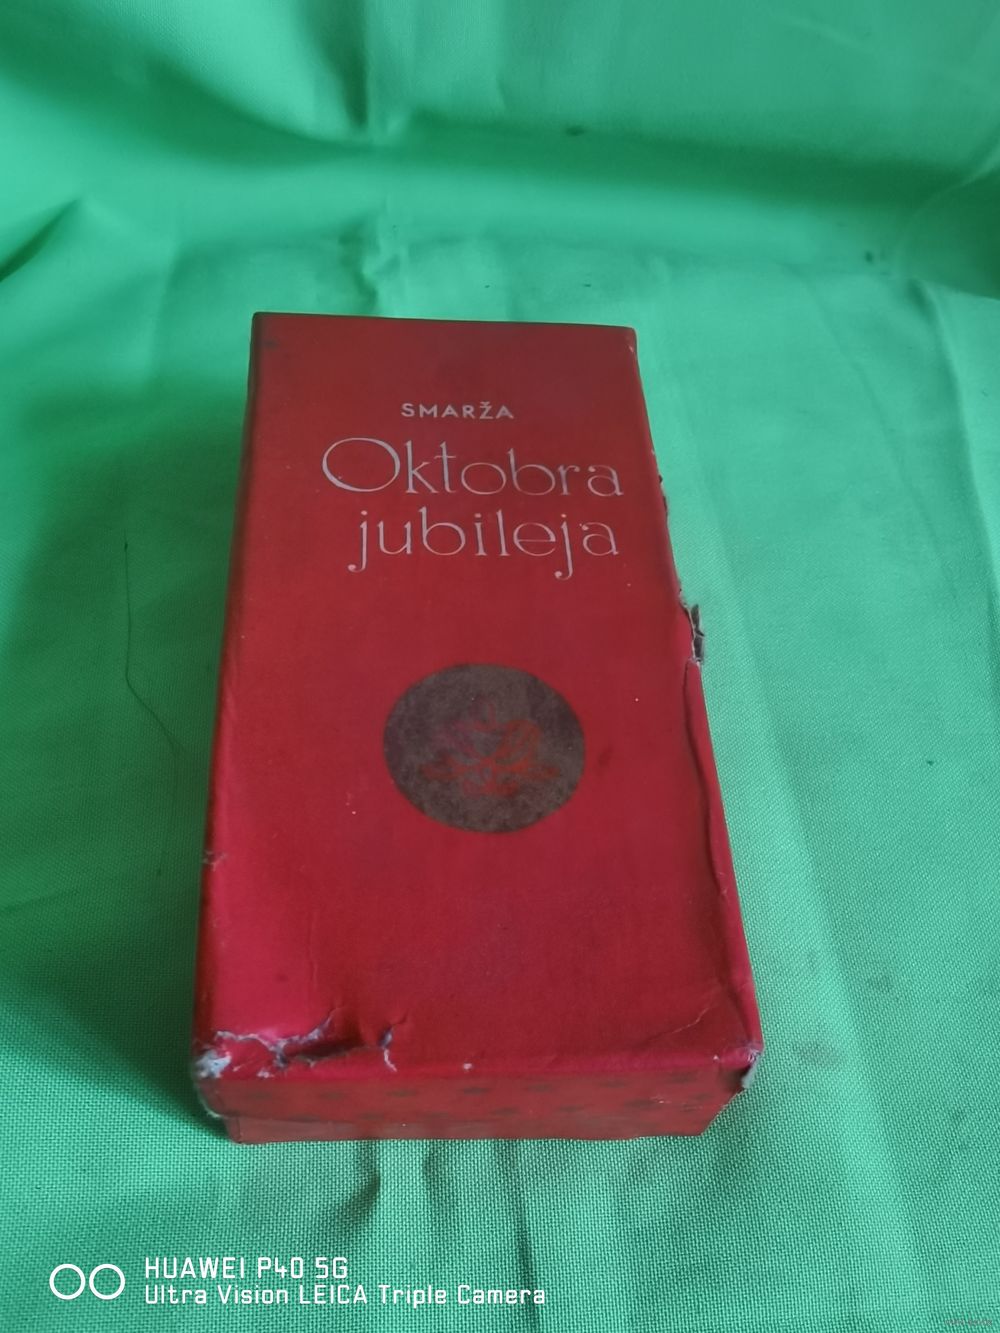 SMARŽA
Oktobra
jubileja
HUAWEI P40 5G
Ultra Vision LEICA Triple Camera